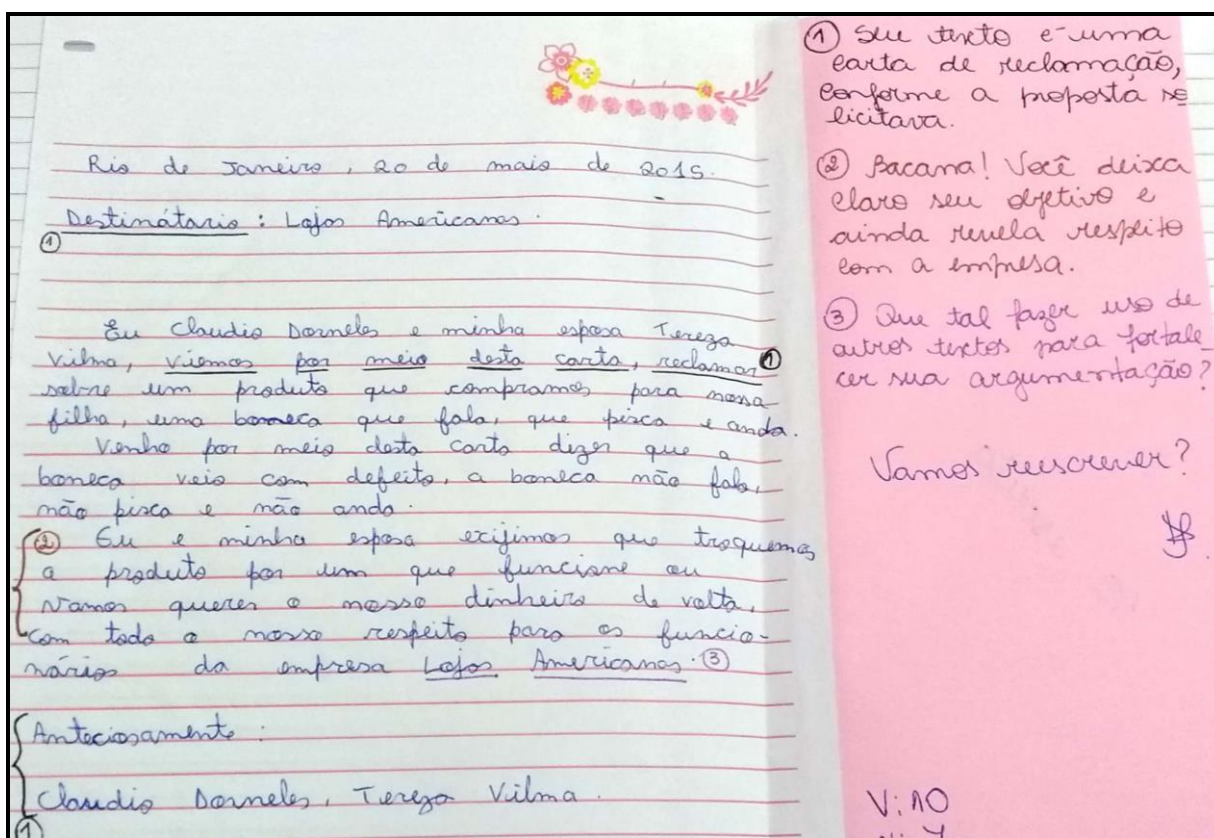 Rio de Janeiro, 20 de maio de 2015.
Destinátario: Lojas Americanas.
①
Eu Claudio Dorneles e minha esposa Tereza
Vilma, viemos por meio desta carta, reclamar ①
sobre um produto que compramos para nossa
filha, uma boneca que fala, que pisca e anda.
Venho por meio desta carta dizer que a
boneca veio com defeito, a boneca não fala,
não pisca e não anda.
② Eu e minha esposa exijimos que troquemos
a produto por um que funcione ou
vamos querer o nosso dinheiro de volta,
com todo o nosso respeito para os funcio-
nários da empresa Lojas Americanas. ③
Anteciosamente:
Claudio Dorneles, Tereza Vilma.
①
① Seu texto é uma
carta de reclamação,
conforme a proposta so
licitava.
② Bacana! Você deixa
claro seu objetivo e
ainda revela respeito
com a empresa.
③ Que tal fazer uso de
outros textos para fortale_
cer sua argumentação?
Vamos reescrever?
V: 10